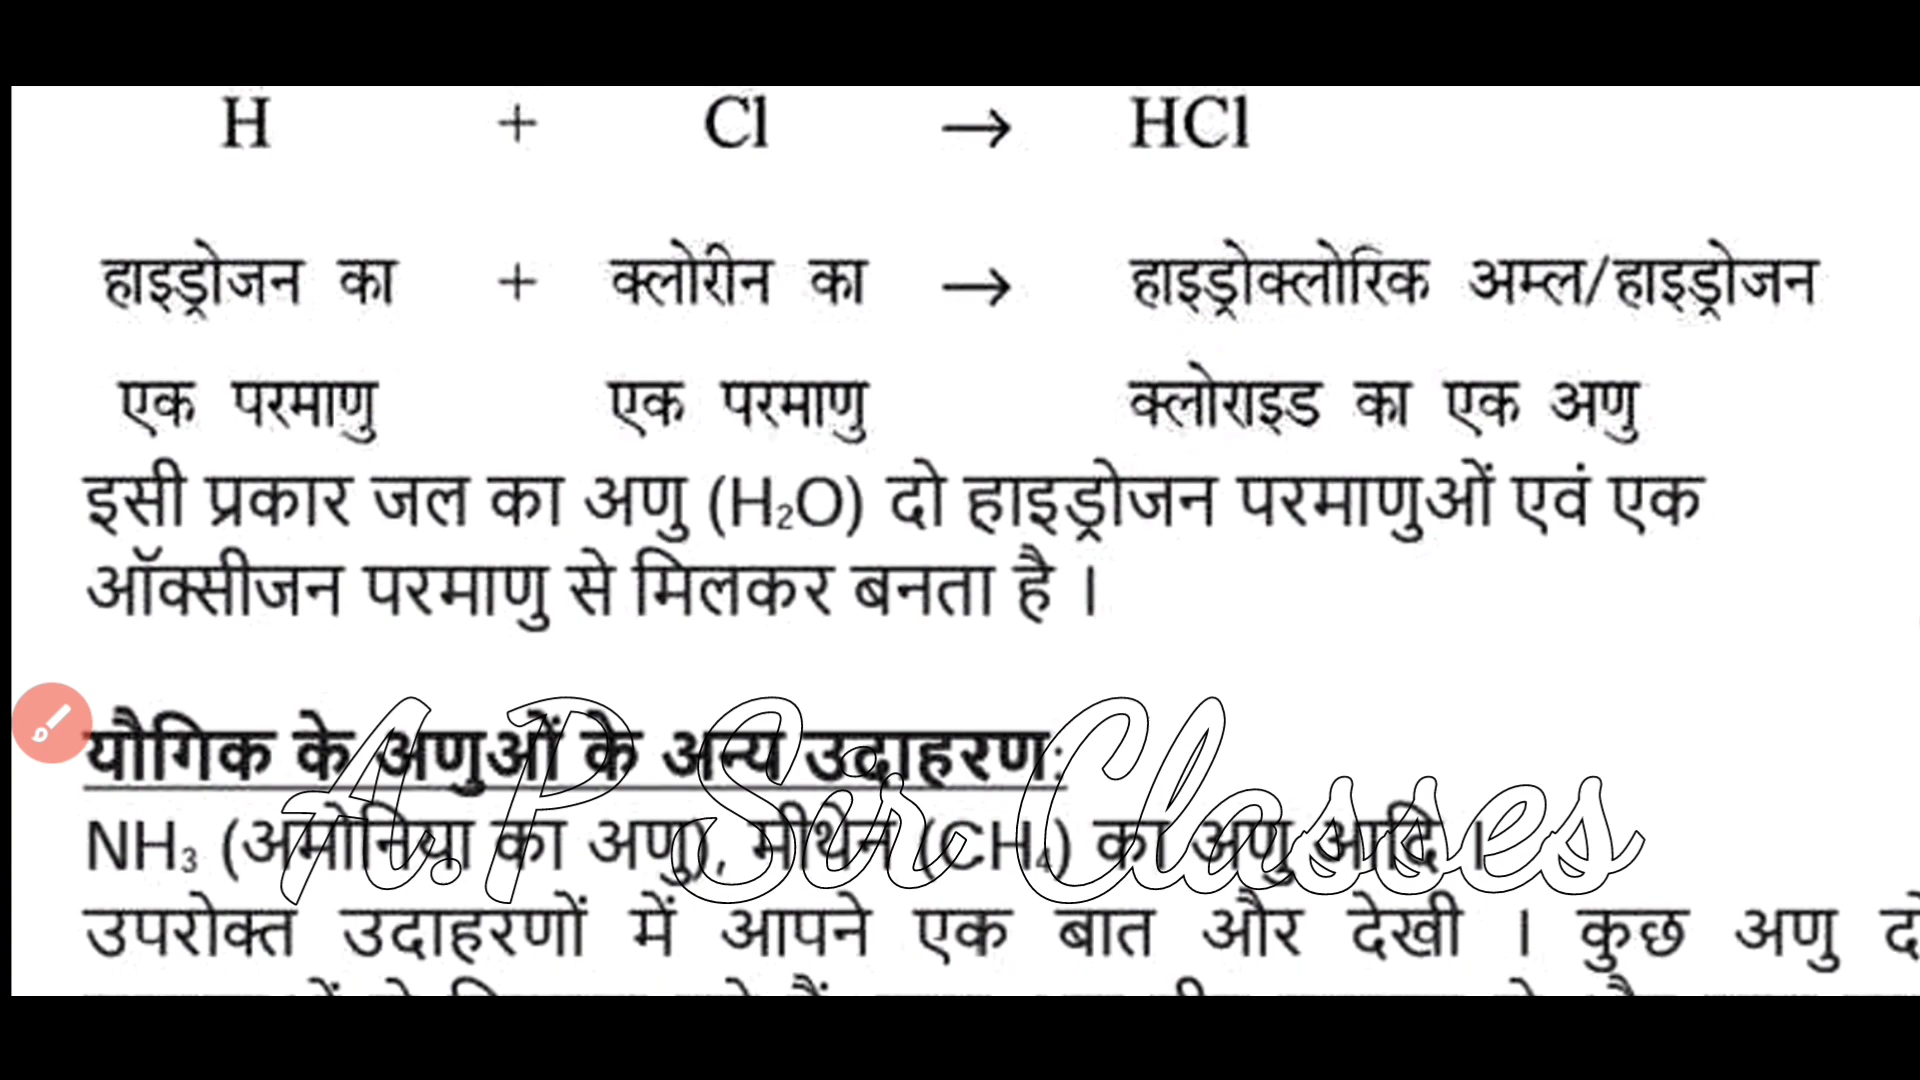 H + Cl → HCl
हाइड्रोजन का + क्लोरीन का → हाइड्रोक्लोरिक अम्ल/हाइड्रोजन
एक परमाणु एक परमाणु क्लोराइड का एक अणु
इसी प्रकार जल का अणु (H₂O) दो हाइड्रोजन परमाणुओं एवं एक
ऑक्सीजन परमाणु से मिलकर बनता है ।
यौगिक के अणुओं के अन्य उदाहरण:
A.P Sir Classes
NH₃ (अमोनिया का अणु), मीथेन (CH₄) का अणु आदि ।
उपरोक्त उदाहरणों में आपने एक बात और देखी । कुछ अणु